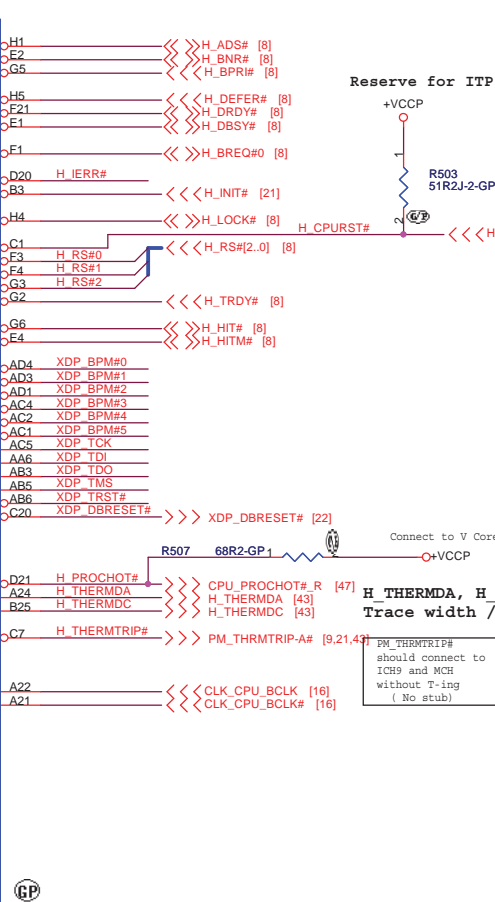 H1 H_ADS# [8]
E2 H_BNR# [8]
G5 H_BPRI# [8]
Reserve for ITP
H5 H_DEFER# [8]
+VCCP
F21 H_DRDY# [8]
E1 H_DBSY# [8]
F1 H_BREQ#0 [8]
1
D20 H_IERR#
R503
51R2J-2-GP
B3 H_INIT# [21]
2
H4 H_LOCK# [8]
H_CPURST#
H
C1
F3 H_RS#0 H_RS#[2..0] [8]
F4 H_RS#1
G3 H_RS#2
G2 H_TRDY# [8]
G6 H_HIT# [8]
E4 H_HITM# [8]
AD4 XDP_BPM#0
AD3 XDP_BPM#1
AD1 XDP_BPM#2
AC4 XDP_BPM#3
AC2 XDP_BPM#4
AC1 XDP_BPM#5
AC5 XDP_TCK
AA6 XDP_TDI
AB3 XDP_TDO
AB5 XDP_TMS
AB6 XDP_TRST#
C20 XDP_DBRESET# XDP_DBRESET# [22]
Connect to V Core
R507 68R2-GP 1 +VCCP
D21 H_PROCHOT# CPU_PROCHOT#_R [47]
A24 H_THERMDA H_THERMDA [43]
B25 H_THERMDC H_THERMDC [43]
H_THERMDA, H_
Trace width /
C7 H_THERMTRIP# PM_THRMTRIP-A# [9,21,43]
PM_THRMTRIP#
should connect to
ICH9 and MCH
without T-ing
( No stub)
A22 CLK_CPU_BCLK [16]
A21 CLK_CPU_BCLK# [16]
GP